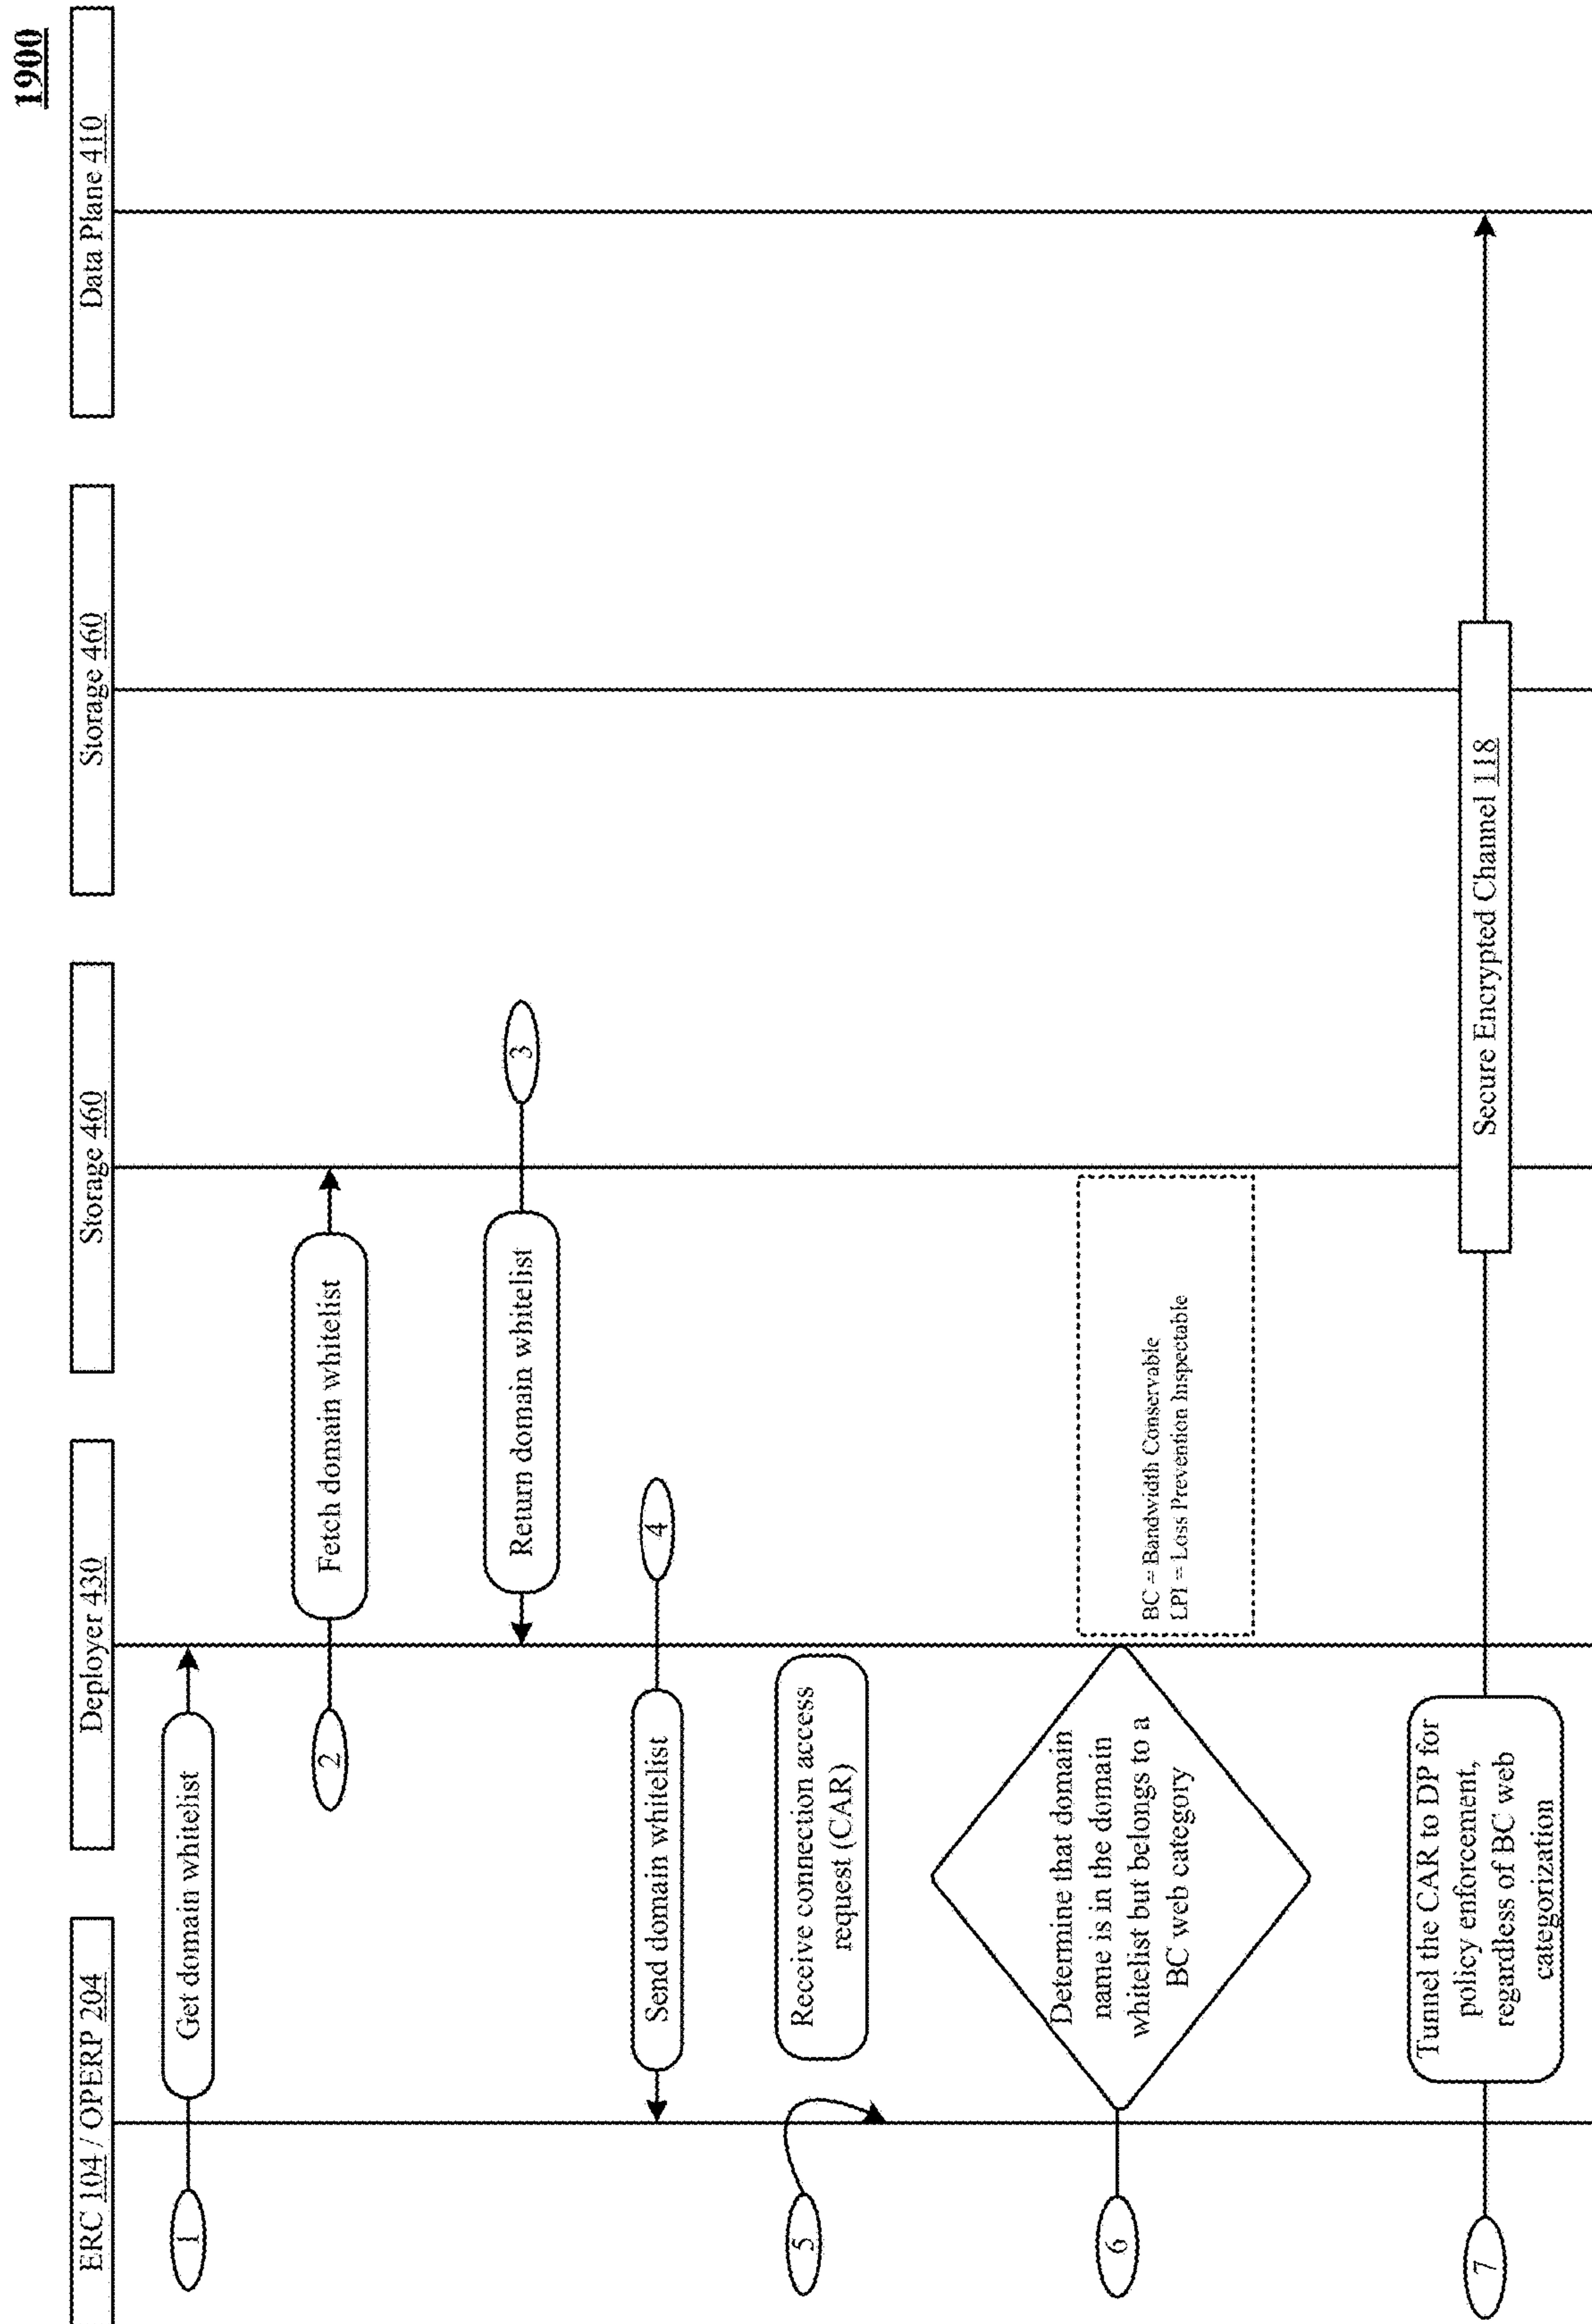 1900
ERC 104 / OPERP 204
Deployer 430
Storage 460
Storage 460
Data Plane 410
1
Get domain whitelist
2
Fetch domain whitelist
Return domain whitelist
3
Send domain whitelist
4
5
Receive connection access
request (CAR)
6
Determine that domain
name is in the domain
whitelist but belongs to a
BC web category
BC = Bandwidth Conservable
LPI = Loss Prevention Inspectable
7
Tunnel the CAR to DP for
policy enforcement,
regardless of BC web
categorization
Secure Encrypted Channel 118